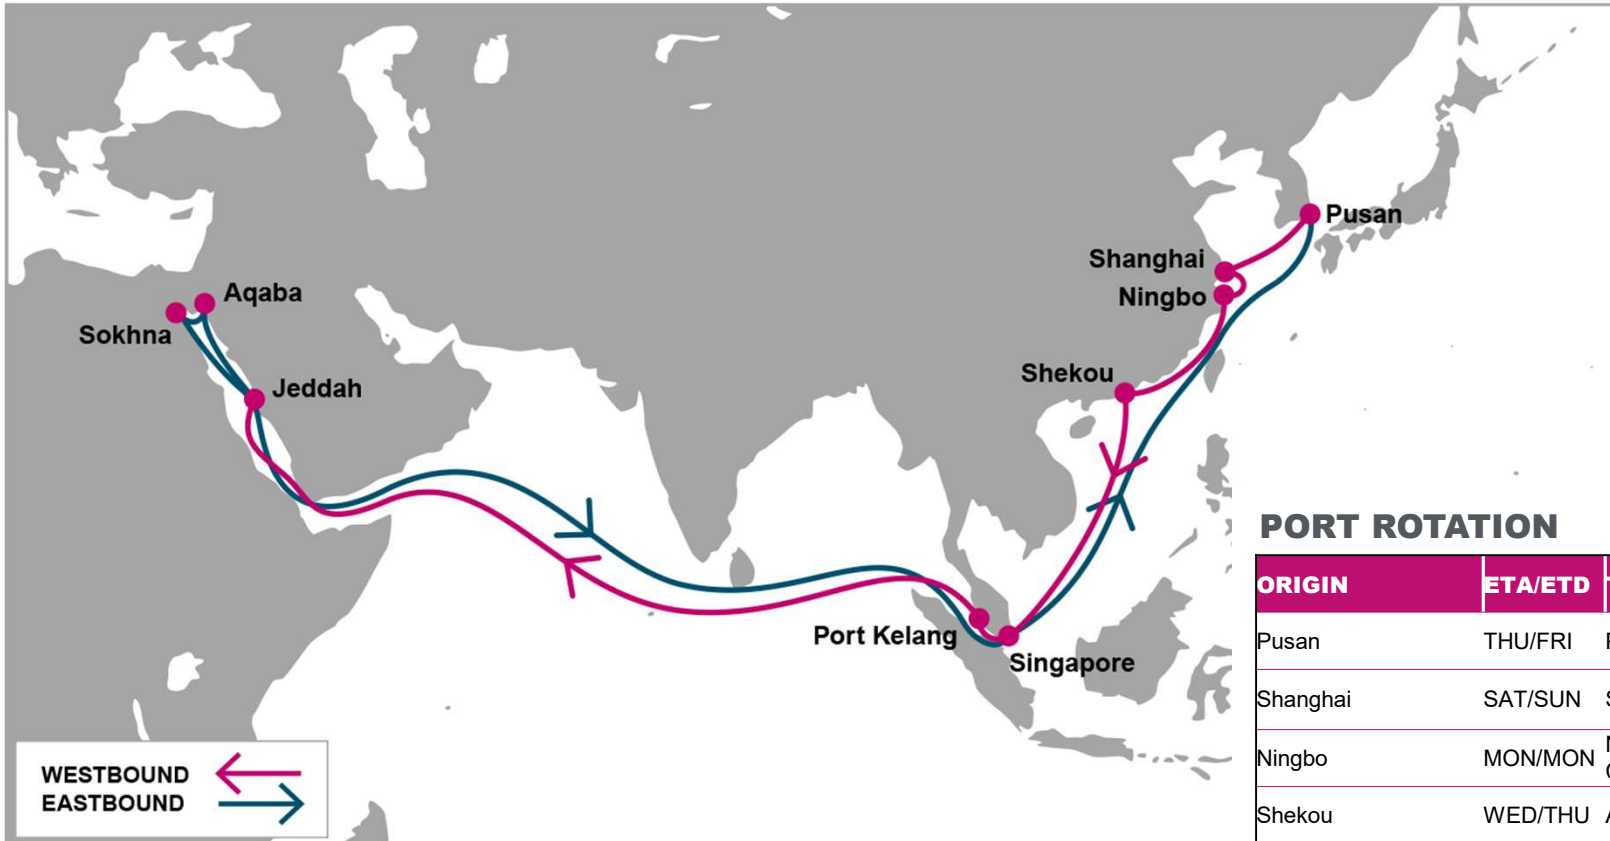 Pusan
Shanghai
Ningbo
Aqaba
Sokhna
Jeddah
Shekou
Port Kelang
Singapore
WESTBOUND
EASTBOUND
PORT ROTATION
ORIGIN ETA/ETD
Pusan THU/FRI
Shanghai SAT/SUN
Ningbo MON/MON
Shekou WED/THU